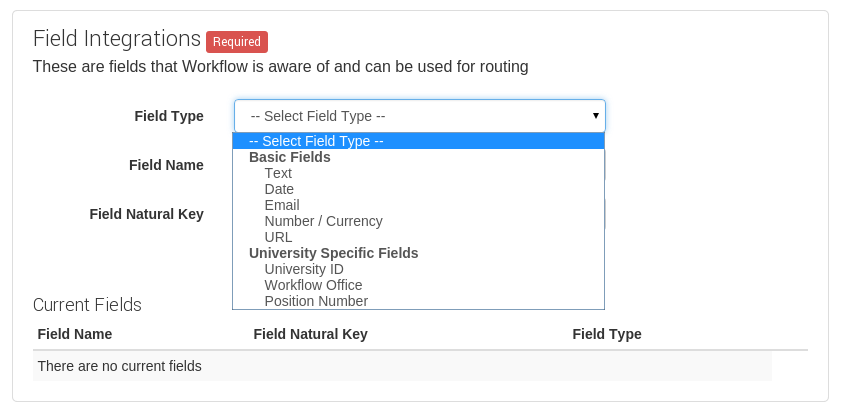 Field Integrations Required
These are fields that Workflow is aware of and can be used for routing
Field Type
-- Select Field Type --
-- Select Field Type --
Basic Fields
Text
Date
Email
Number / Currency
URL
University Specific Fields
University ID
Workflow Office
Position Number
Field Name
Field Natural Key
Current Fields
Field Name Field Natural Key Field Type
There are no current fields